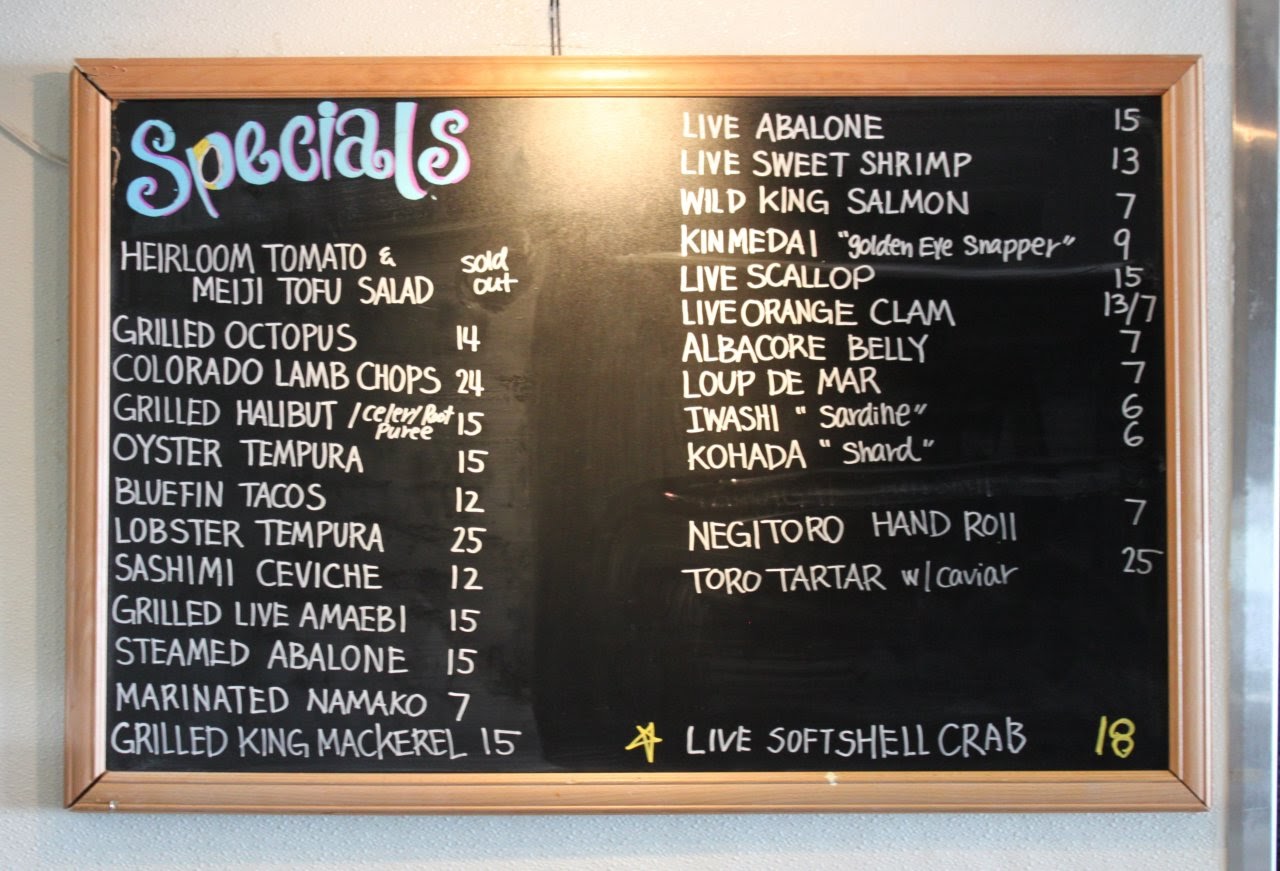 Specials
HEIRLOOM TOMATO &
MEIJI TOFU SALAD sold out
GRILLED OCTOPUS 14
COLORADO LAMB CHOPS 24
GRILLED HALIBUT / Celery Root Puree 15
OYSTER TEMPURA 15
BLUEFIN TACOS 12
LOBSTER TEMPURA 25
SASHIMI CEVICHE 12
GRILLED LIVE AMAEBI 15
STEAMED ABALONE 15
MARINATED NAMAKO 7
GRILLED KING MACKEREL 15
LIVE ABALONE 15
LIVE SWEET SHRIMP 13
WILD KING SALMON 7
KINMEDAI "golden Eye Snapper" 9
LIVE SCALLOP 15
LIVE ORANGE CLAM 13/7
ALBACORE BELLY 7
LOUP DE MAR 7
IWASHI "Sardine" 6
KOHADA "Shard" 6
NEGITORO HAND ROll 7
TORO TARTAR w/caviar 25
LIVE SOFTSHELL CRAB 18